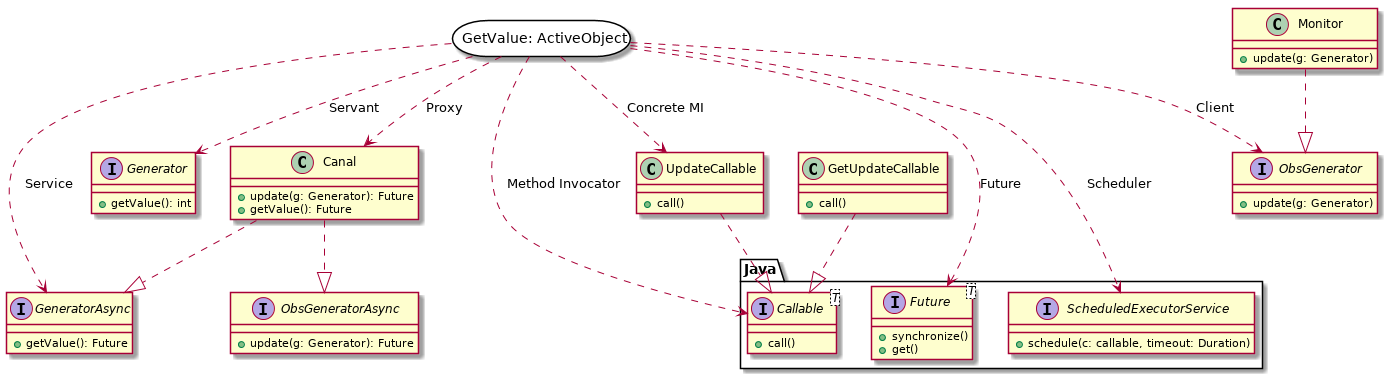 GetValue: ActiveObject
C Monitor
update(g: Generator)
Servant
Proxy
Concrete MI
Client
I Generator
getValue(): int
C Canal
update(g: Generator): Future
getValue(): Future
Service
Method Invocator
C UpdateCallable
call()
C GetUpdateCallable
call()
Future
Scheduler
I ObsGenerator
update(g: Generator)
Java
I GeneratorAsync
getValue(): Future
I ObsGeneratorAsync
update(g: Generator): Future
I Callable T
call()
I Future T
synchronize()
get()
I ScheduledExecutorService
schedule(c: callable, timeout: Duration)